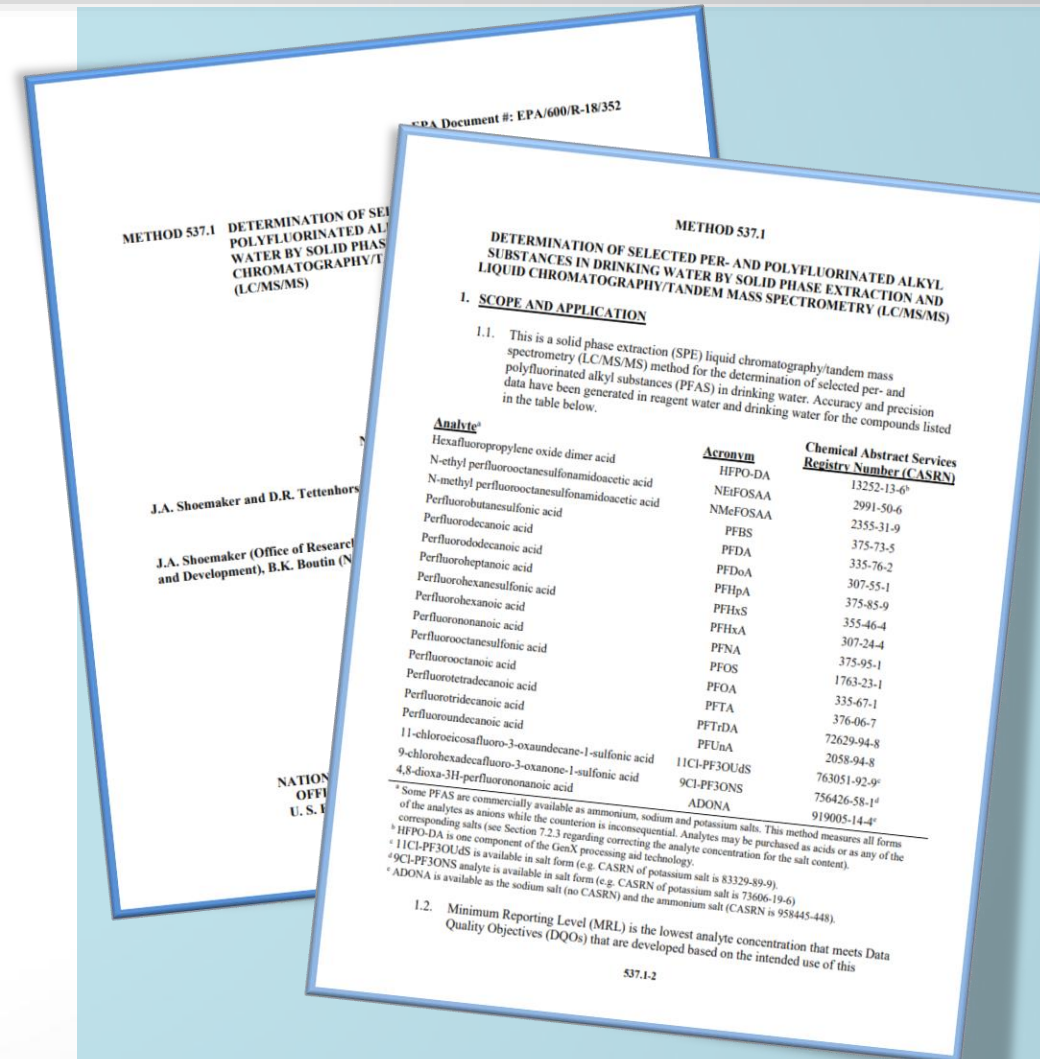 EPA Document #: EPA/600/R-18/352
METHOD 537.1 DETERMINATION OF SEL
POLYFLUORINATED AL
WATER BY SOLID PHAS
CHROMATOGRAPHY/T
(LC/MS/MS)
J.A. Shoemaker and D.R. Tettenhors
J.A. Shoemaker (Office of Research
and Development), B.K. Boutin (N
NATION
OFFI
U. S. E
METHOD 537.1
DETERMINATION OF SELECTED PER- AND POLYFLUORINATED ALKYL
SUBSTANCES IN DRINKING WATER BY SOLID PHASE EXTRACTION AND
LIQUID CHROMATOGRAPHY/TANDEM MASS SPECTROMETRY (LC/MS/MS)
1. SCOPE AND APPLICATION
1.1. This is a solid phase extraction (SPE) liquid chromatography/tandem mass
spectrometry (LC/MS/MS) method for the determination of selected per- and
polyfluorinated alkyl substances (PFAS) in drinking water. Accuracy and precision
data have been generated in reagent water and drinking water for the compounds listed
in the table below.
Chemical Abstract Services
Analyteᵃ Acronym Registry Number (CASRN)
Hexafluoropropylene oxide dimer acid HFPO-DA 13252-13-6ᵇ
N-ethyl perfluorooctanesulfonamidoacetic acid NEtFOSAA 2991-50-6
N-methyl perfluorooctanesulfonamidoacetic acid NMeFOSAA 2355-31-9
Perfluorobutanesulfonic acid PFBS 375-73-5
Perfluorodecanoic acid PFDA 335-76-2
Perfluorododecanoic acid PFDoA 307-55-1
Perfluoroheptanoic acid PFHpA 375-85-9
Perfluorohexanesulfonic acid PFHxS 355-46-4
Perfluorohexanoic acid PFHxA 307-24-4
Perfluorononanoic acid PFNA 375-95-1
Perfluorooctanesulfonic acid PFOS 1763-23-1
Perfluorooctanoic acid PFOA 335-67-1
Perfluorotetradecanoic acid PFTA 376-06-7
Perfluorotridecanoic acid PFTrDA 72629-94-8
Perfluoroundecanoic acid PFUnA 2058-94-8
11-chloroeicosafluoro-3-oxaundecane-1-sulfonic acid 11Cl-PF3OUdS 763051-92-9ᶜ
9-chlorohexadecafluoro-3-oxanone-1-sulfonic acid 9Cl-PF3ONS 756426-58-1ᵈ
4,8-dioxa-3H-perfluorononanoic acid ADONA 919005-14-4ᵉ
ᵃ Some PFAS are commercially available as ammonium, sodium and potassium salts. This method measures all forms
of the analytes as anions while the counterion is inconsequential. Analytes may be purchased as acids or as any of the
corresponding salts (see Section 7.2.3 regarding correcting the analyte concentration for the salt content).
ᵇ HFPO-DA is one component of the GenX processing aid technology.
ᶜ 11Cl-PF3OUdS is available in salt form (e.g. CASRN of potassium salt is 83329-89-9).
ᵈ 9Cl-PF3ONS analyte is available in salt form (e.g. CASRN of potassium salt is 73606-19-6)
ᵉ ADONA is available as the sodium salt (no CASRN) and the ammonium salt (CASRN is 958445-448).
1.2. Minimum Reporting Level (MRL) is the lowest analyte concentration that meets Data
Quality Objectives (DQOs) that are developed based on the intended use of this
537.1-2